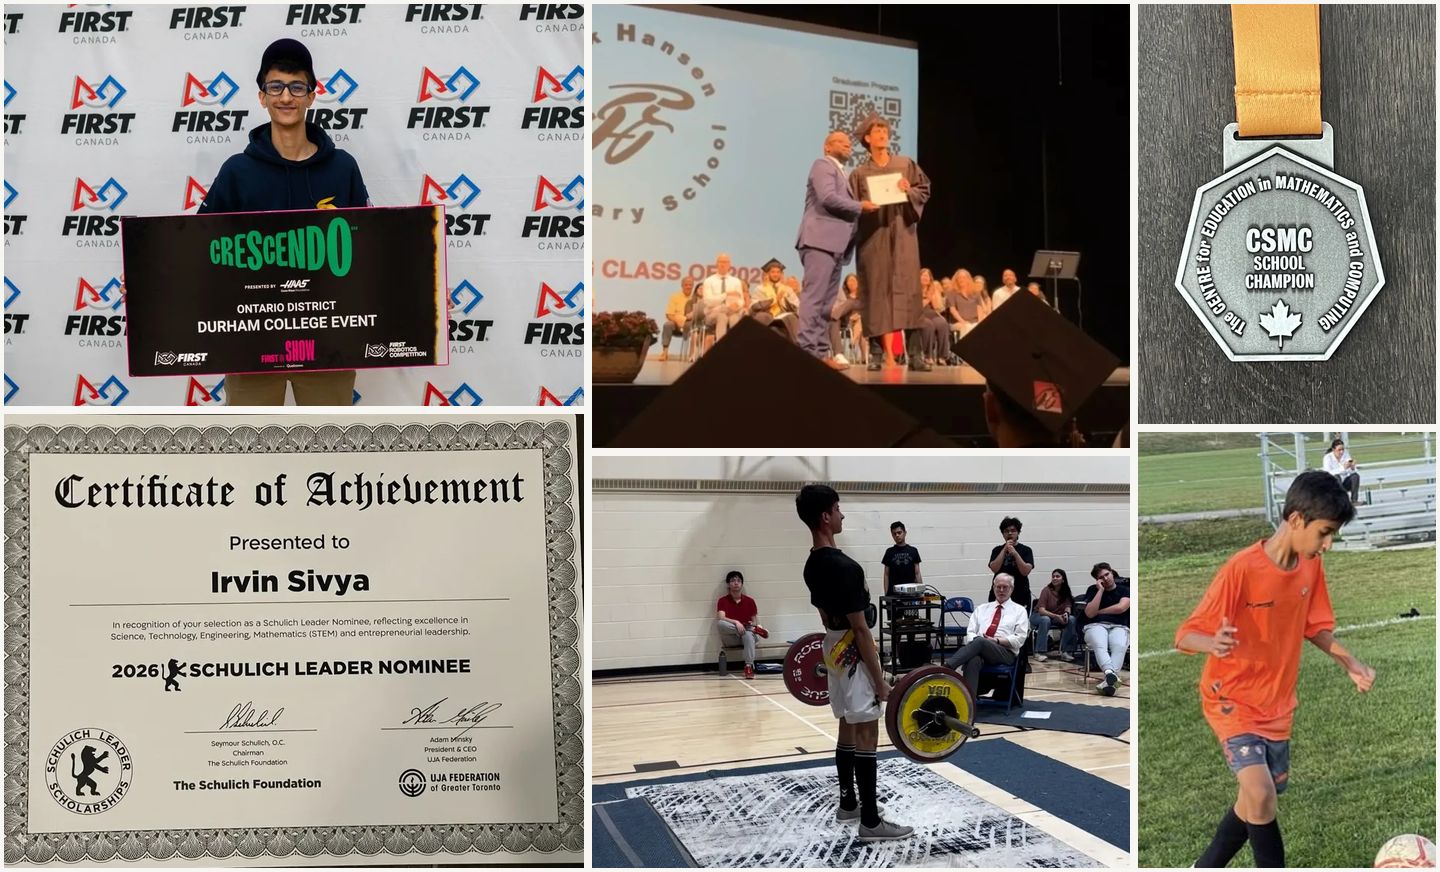 FIRST
CANADA
CRESCENDO
PRESENTED BY HAAS
ONTARIO DISTRICT
DURHAM COLLEGE EVENT
FIRST
CANADA
FIRST IN SHOW
Qualcomm
FIRST
ROBOTICS
COMPETITION
Hansen
ary School
Graduation Program
CLASS OF 202
The CENTRE for EDUCATION in MATHEMATICS and COMPUTING
CSMC
SCHOOL
CHAMPION
Certificate of Achievement
Presented to
Irvin Sivya
In recognition of your selection as a Schulich Leader Nominee, reflecting excellence in
Science, Technology, Engineering, Mathematics (STEM) and entrepreneurial leadership.
2026 SCHULICH LEADER NOMINEE
Seymour Schulich, O.C.
Chairman
The Schulich Foundation
The Schulich Foundation
Adam Minsky
President & CEO
UJA Federation
UJA FEDERATION
of Greater Toronto
SCHULICH LEADER
SCHOLARSHIPS
ROGUE
USA